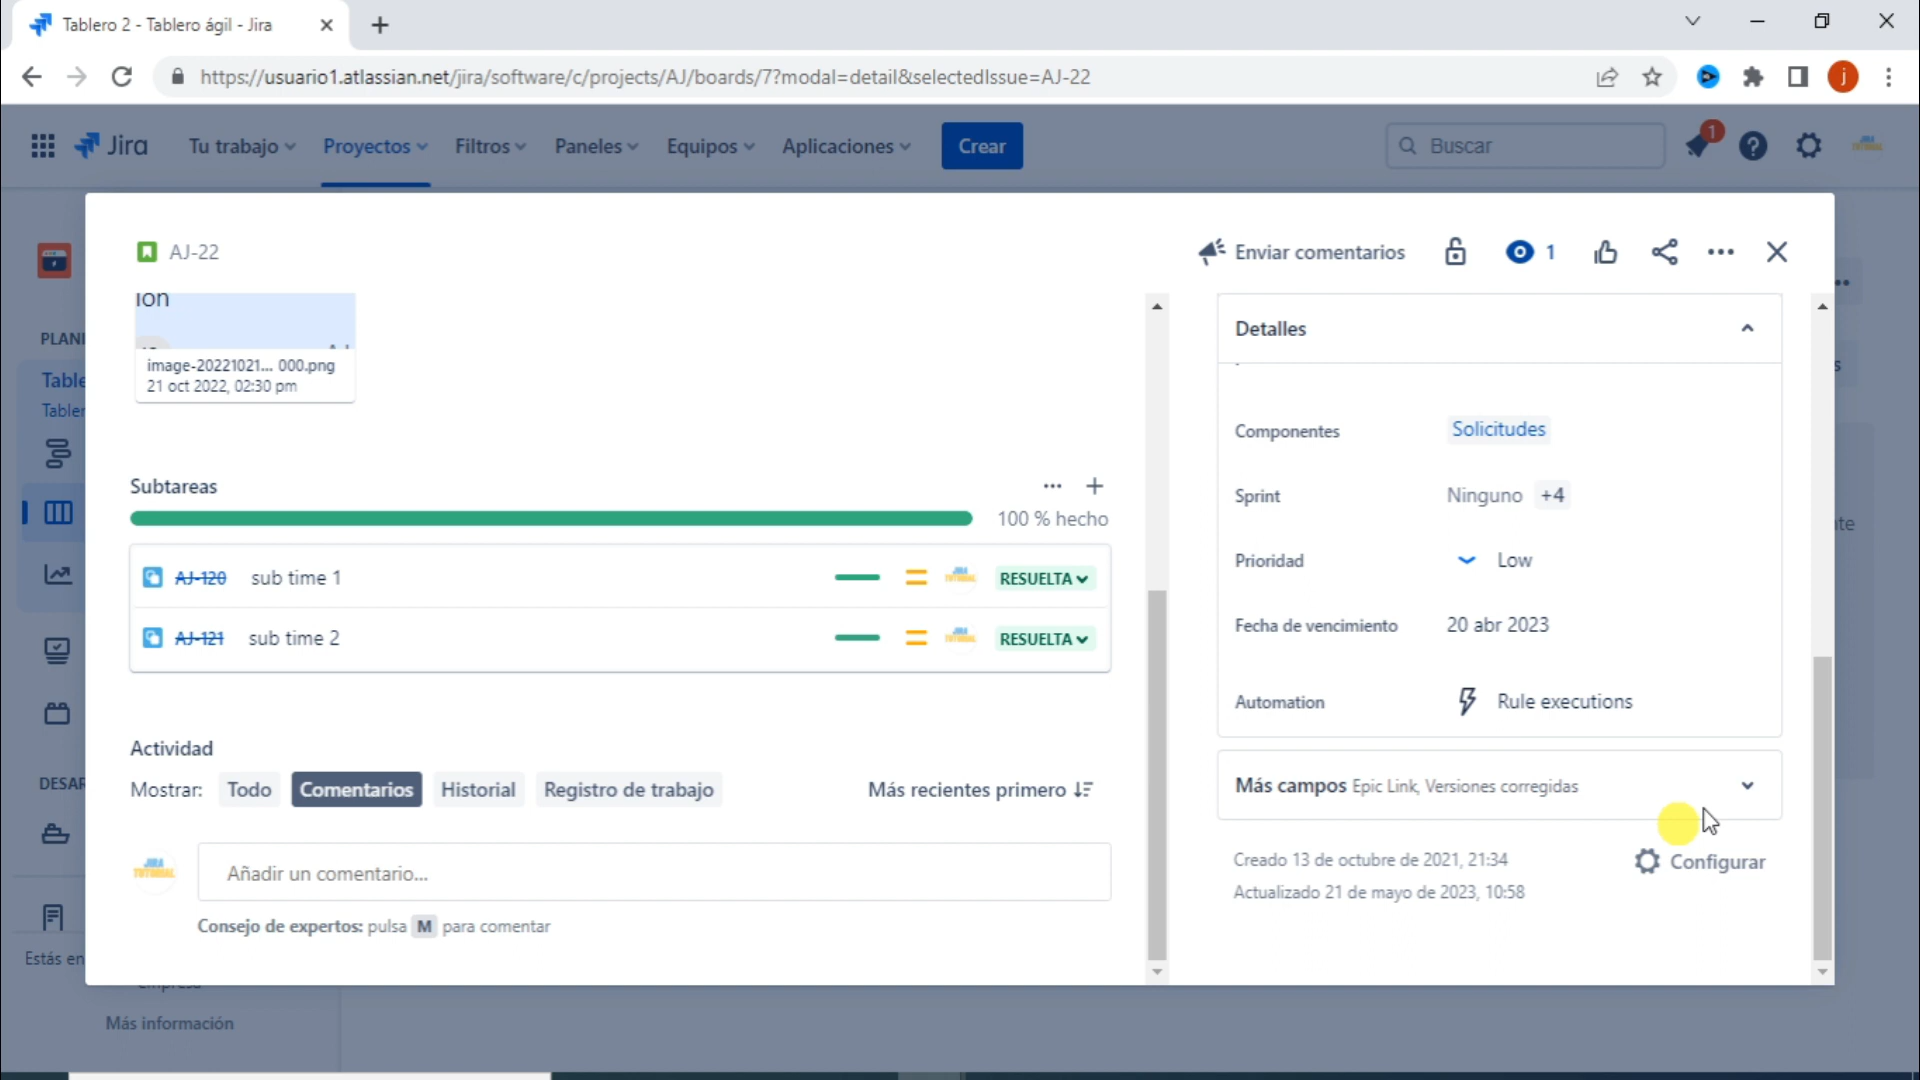 Tablero 2 - Tablero ágil - Jira
https://usuario1.atlassian.net/jira/software/c/projects/AJ/boards/7?modal=detail&selectedIssue=AJ-22
j
Jira
Tu trabajo
Proyectos
Filtros
Paneles
Equipos
Aplicaciones
Crear
Buscar
1
AJ-22
Enviar comentarios
1
ion
image-20221021... 000.png
21 oct 2022, 02:30 pm
Subtareas
100 % hecho
AJ-120 sub time 1 RESUELTA
AJ-121 sub time 2 RESUELTA
Actividad
Mostrar: Todo Comentarios Historial Registro de trabajo Más recientes primero
JIRA TUTORIAL
Añadir un comentario...
Consejo de expertos: pulsa M para comentar
Detalles
Componentes Solicitudes
Sprint Ninguno +4
Prioridad Low
Fecha de vencimiento 20 abr 2023
Automation Rule executions
Más campos Epic Link, Versiones corregidas
Creado 13 de octubre de 2021, 21:34
Configurar
Actualizado 21 de mayo de 2023, 10:58
PLANI
Table
Tabler
DESAR
Estás en
Más información